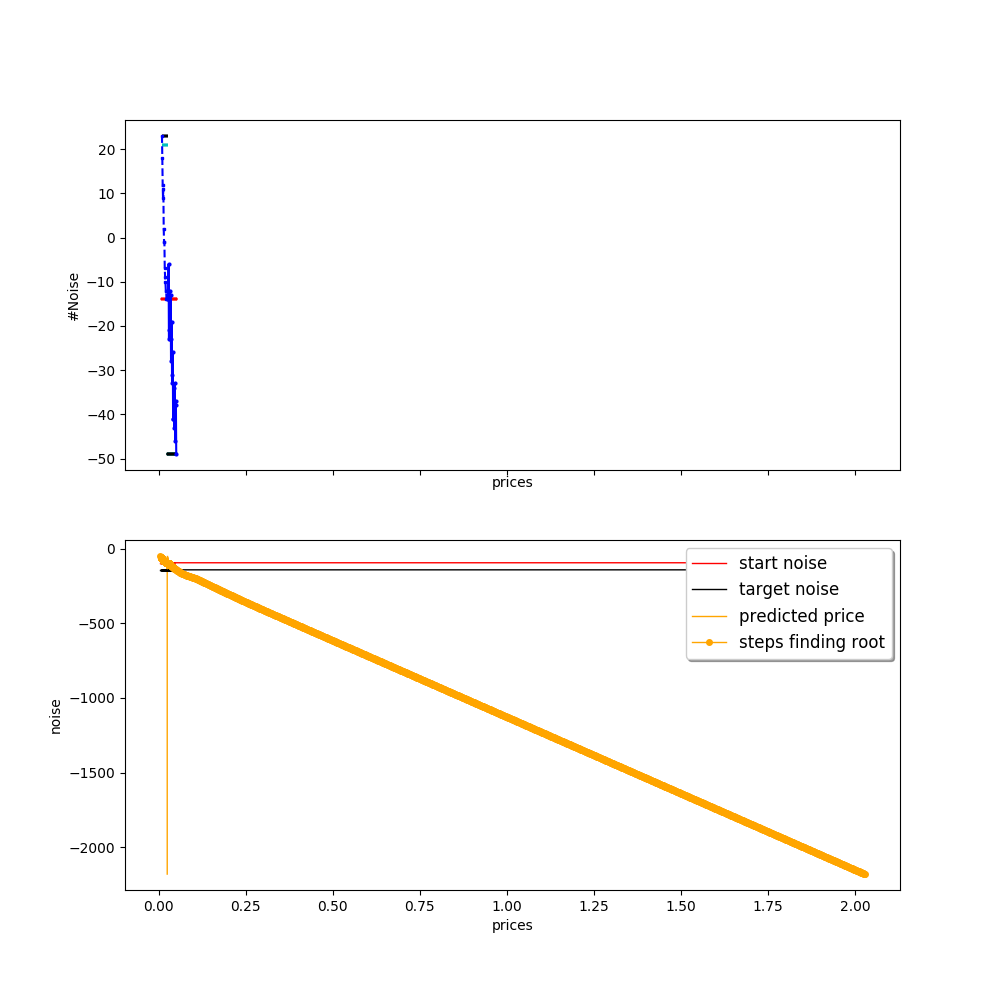 20
10
0
−10
−20
−30
−40
−50
#Noise
prices
0
−500
−1000
−1500
−2000
noise
start noise
target noise
predicted price
steps finding root
0.00 0.25 0.50 0.75 1.00 1.25 1.50 1.75 2.00
prices